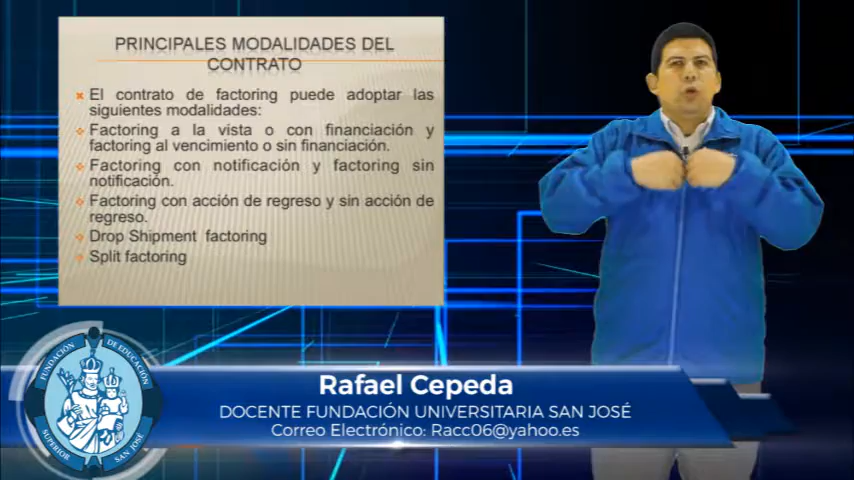 PRINCIPALES MODALIDADES DEL
CONTRATO
El contrato de factoring puede adoptar las
siguientes modalidades:
Factoring a la vista o con financiación y
factoring al vencimiento o sin financiación.
Factoring con notificación y factoring sin
notificación.
Factoring con acción de regreso y sin acción de
regreso.
Drop Shipment factoring
Split factoring
Rafael Cepeda
DOCENTE FUNDACIÓN UNIVERSITARIA SAN JOSÉ
Correo Electrónico: Racc06@yahoo.es
FUNDACIÓN DE EDUCACIÓN
SUPERIOR SAN JOSÉ